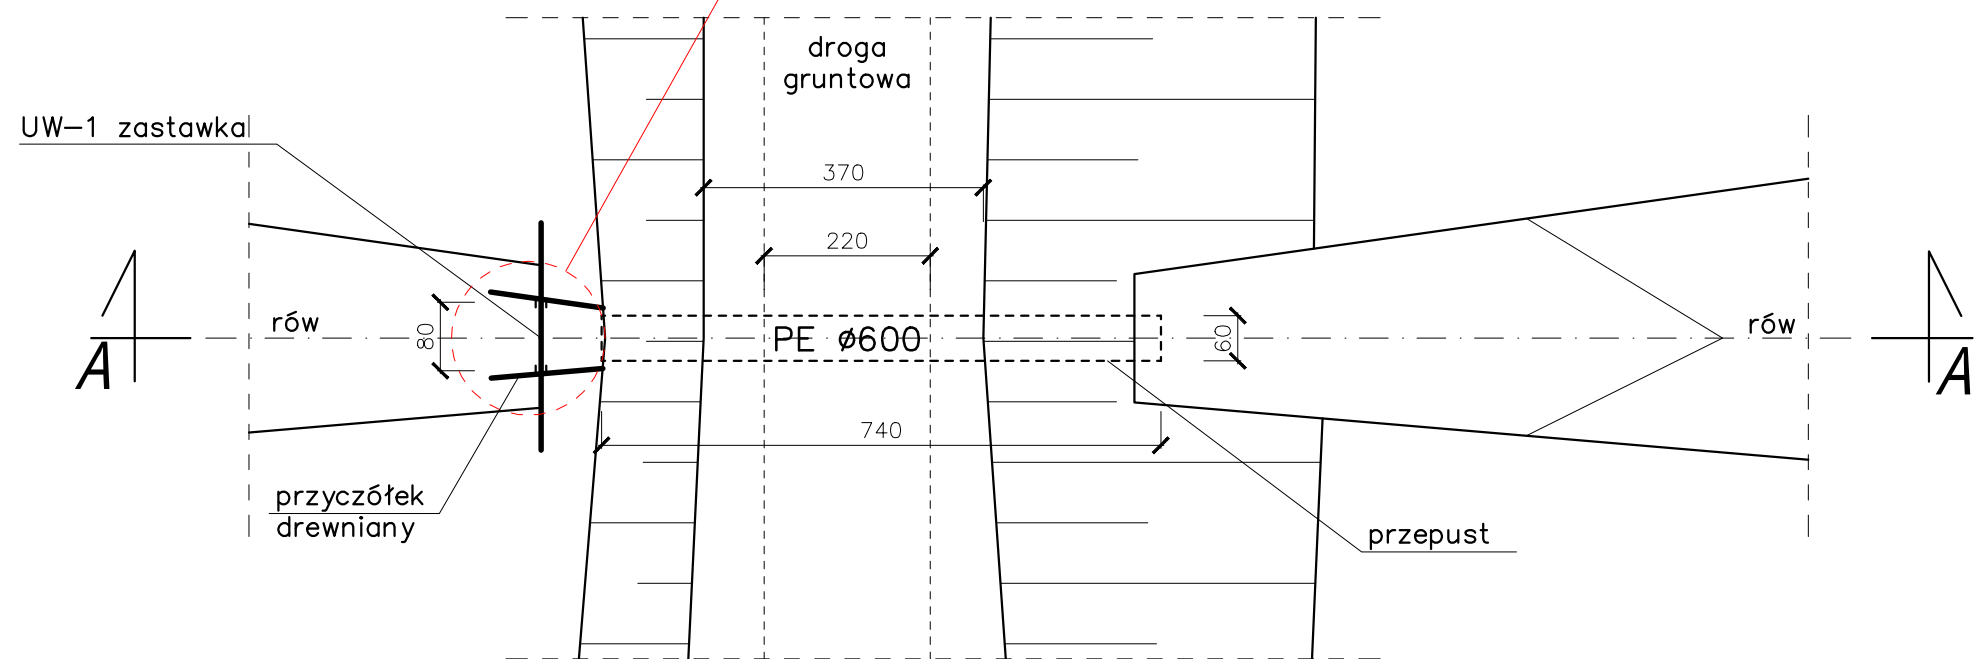 droga
gruntowa
UW-1 zastawka
370
220
rów
80
PE ø600
60
rów
A
A
740
przyczółek
drewniany
przepust